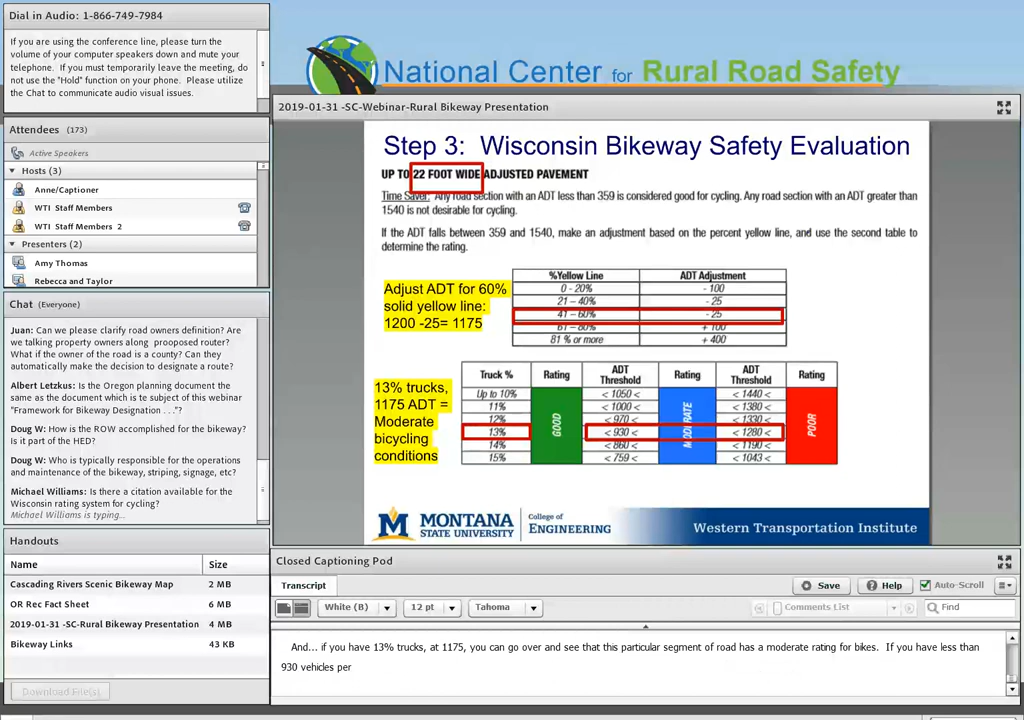 Dial in Audio: 1-866-749-7984
If you are using the conference line, please turn the
volume of your computer speakers down and mute your
telephone. If you must temporarily leave the meeting, do
not use the "Hold" function on your phone. Please utilize
the Chat to communicate audio visual issues.
Attendees (173)
Active Speakers
Hosts (3)
Anne/Captioner
WTI Staff Members
WTI Staff Members 2
Presenters (2)
Amy Thomas
Rebecca and Taylor
Chat (Everyone)
Juan: Can we please clarify road owners definition? Are
we talking property owners along prooposed router?
What if the owner of the road is a county? Can they
automatically make the decision to designate a route?
Albert Letzkus: Is the Oregon planning document the
same as the document which is te subject of this webinar
"Framework for Bikeway Designation . . ."?
Doug W: How is the ROW accomplished for the bikeway?
Is it part of the HED?
Doug W: Who is typically responsible for the operations
and maintenance of the bikeway, striping, signage, etc?
Michael Williams: Is there a citation available for the
Wisconsin rating system for cycling?
Michael Williams is typing...
Handouts
Name Size
Cascading Rivers Scenic Bikeway Map 2 MB
OR Rec Fact Sheet 6 MB
2019-01-31 -SC-Rural Bikeway Presentation 4 MB
Bikeway Links 43 KB
Download File(s)
National Center for Rural Road Safety
2019-01-31 -SC-Webinar-Rural Bikeway Presentation
Step 3: Wisconsin Bikeway Safety Evaluation
UP TO 22 FOOT WIDE ADJUSTED PAVEMENT
Time Saver: Any road section with an ADT less than 359 is considered good for cycling. Any road section with an ADT greater than
1540 is not desirable for cycling.
If the ADT falls between 359 and 1540, make an adjustment based on the percent yellow line, and use the second table to
determine the rating.
Adjust ADT for 60%
solid yellow line:
1200 -25= 1175
%Yellow Line ADT Adjustment
0 - 20% - 100
21 – 40% - 25
41 – 60% - 25
61 – 80% + 100
81 % or more + 400
13% trucks,
1175 ADT =
Moderate
bicycling
conditions
Truck % Rating ADT Threshold Rating ADT Threshold Rating
Up to 10% < 1050 < < 1440 <
11% < 1000 < < 1380 <
12% < 970 < < 1330 <
13% GOOD < 930 < MODERATE < 1280 < POOR
14% < 860 < < 1190 <
15% < 759 < < 1043 <
M MONTANA
STATE UNIVERSITY
College of
ENGINEERING
Western Transportation Institute
Closed Captioning Pod
Transcript
Save
Help
Auto-Scroll
White (B) 12 pt Tahoma
Comments List
Find
And... if you have 13% trucks, at 1175, you can go over and see that this particular segment of road has a moderate rating for bikes. If you have less than
930 vehicles per